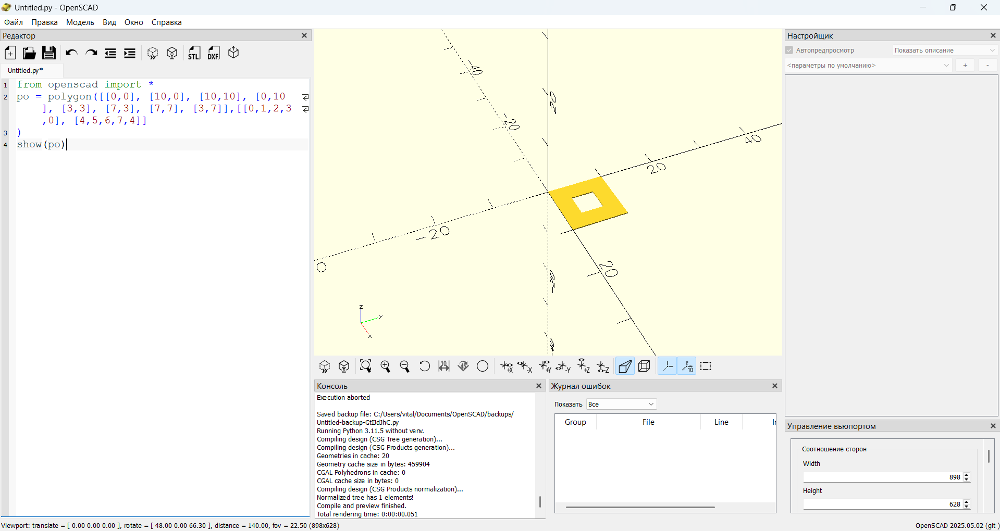 Untitled.py - OpenSCAD
Файл Правка Модель Вид Окно Справка
Редактор
STL DXF
Untitled.py*
1 from openscad import *
2 po = polygon([[0,0], [10,0], [10,10], [0,10
], [3,3], [7,3], [7,7], [3,7]],[[0,1,2,3
,0], [4,5,6,7,4]]
3 )
4 show(po)
-40
20
-20
40
20
-20
0
20
Z
Y
X
10 45 +X -X +Y -Y +Z -Z 10
Консоль
Execution aborted
Saved backup file: C:/Users/vital/Documents/OpenSCAD/backups/
Untitled-backup-GtIJdJhC.py
Running Python 3.11.5 without venv.
Compiling design (CSG Tree generation)...
Compiling design (CSG Products generation)...
Geometries in cache: 20
Geometry cache size in bytes: 459904
CGAL Polyhedrons in cache: 0
CGAL cache size in bytes: 0
Compiling design (CSG Products normalization)...
Normalized tree has 1 elements!
Compile and preview finished.
Total rendering time: 0:00:00.051
Журнал ошибок
Показать Все
Group File Line
Настройщик
Автопредпросмотр Показать описание
<параметры по умолчанию> + -
Управление вьюпортом
Соотношение сторон
Width
898
Height
628
Viewport: translate = [ 0.00 0.00 0.00 ], rotate = [ 48.00 0.00 66.30 ], distance = 140.00, fov = 22.50 (898x628)
OpenSCAD 2025.05.02 (git )